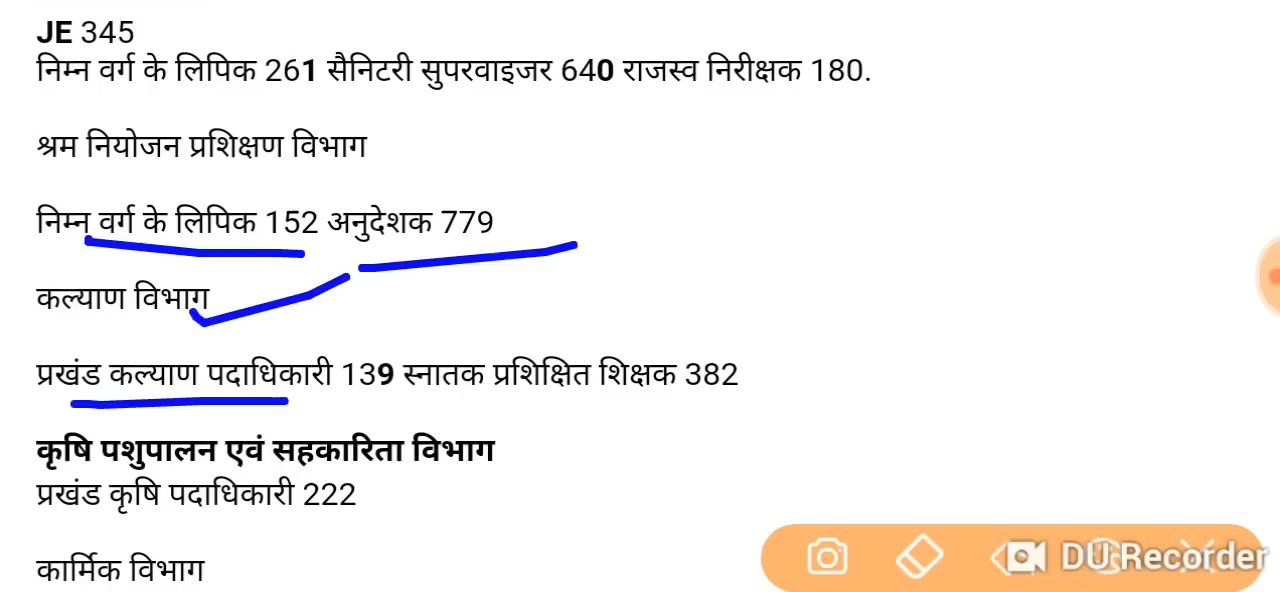 JE 345
निम्न वर्ग के लिपिक 261 सैनिटरी सुपरवाइजर 640 राजस्व निरीक्षक 180.
श्रम नियोजन प्रशिक्षण विभाग
निम्न वर्ग के लिपिक 152 अनुदेशक 779
कल्याण विभाग
प्रखंड कल्याण पदाधिकारी 139 स्नातक प्रशिक्षित शिक्षक 382
कृषि पशुपालन एवं सहकारिता विभाग
प्रखंड कृषि पदाधिकारी 222
कार्मिक विभाग
DU Recorder